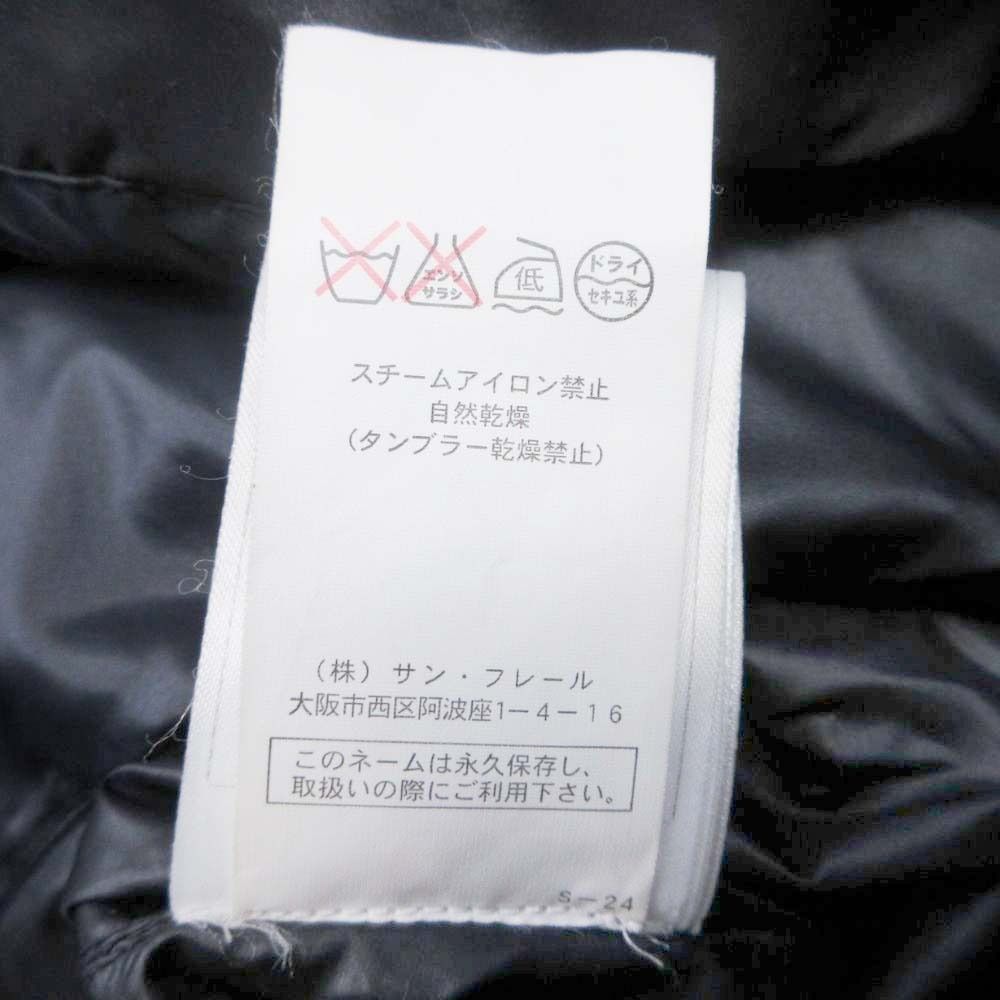 エンソ
サラシ
低
ドライ
セキユ系
スチームアイロン禁止
自然乾燥
(タンブラー乾燥禁止)
(株)サン・フレール
大阪市西区阿波座1-4-16
このネームは永久保存し、
取扱いの際にご利用下さい。
S-24